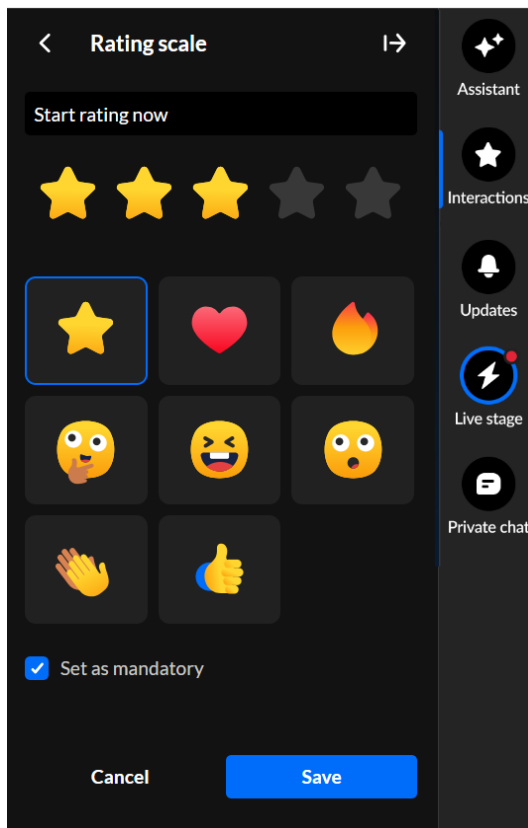 Rating scale
Start rating now
Set as mandatory
Cancel
Save
Assistant
Interactions
Updates
Live stage
Private chat